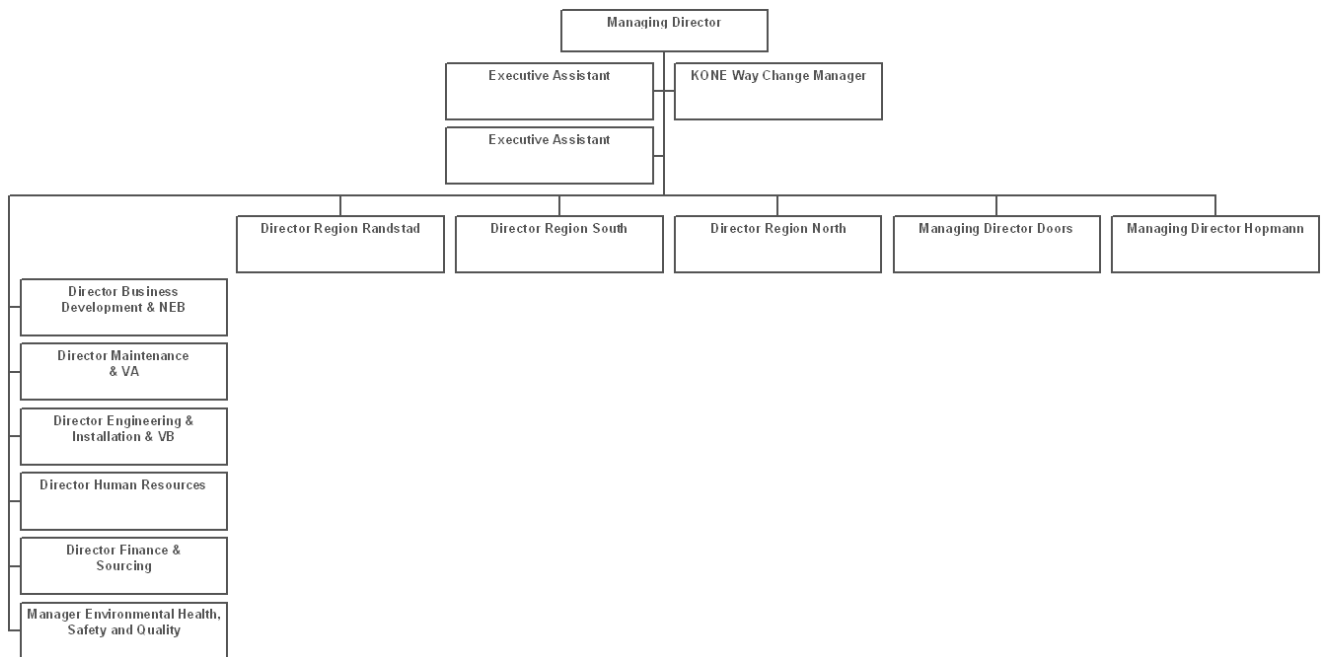 Managing Director
Executive Assistant
KONE Way Change Manager
Executive Assistant
Director Region Randstad
Director Region South
Director Region North
Managing Director Doors
Managing Director Hopmann
Director Business
Development & NEB
Director Maintenance
& VA
Director Engineering &
Installation & VB
Director Human Resources
Director Finance &
Sourcing
Manager Environmental Health,
Safety and Quality